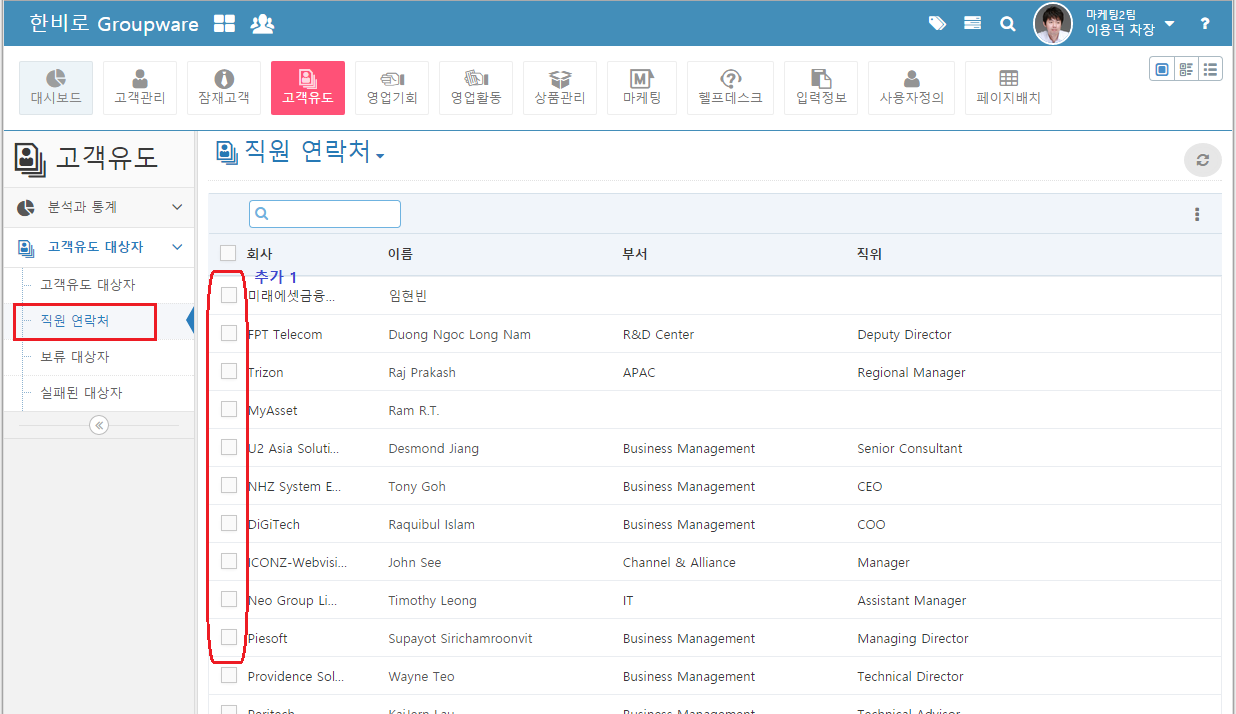 한비로 Groupware
마케팅2팀
이용덕 차장
?
대시보드 고객관리 잠재고객 고객유도 영업기회 영업활동 상품관리 마케팅 헬프데스크 입력정보 사용자정의 페이지배치
고객유도
분석과 통계
고객유도 대상자
고객유도 대상자
직원 연락처
보류 대상자
실패된 대상자
직원 연락처
회사 이름 부서 직위
추가 1
미래에셋금융... 임현빈
FPT Telecom Duong Ngoc Long Nam R&D Center Deputy Director
Trizon Raj Prakash APAC Regional Manager
MyAsset Ram R.T.
U2 Asia Soluti... Desmond Jiang Business Management Senior Consultant
NHZ System E... Tony Goh Business Management CEO
DiGiTech Raquibul Islam Business Management COO
ICONZ-Webvisi... John See Channel & Alliance Manager
Neo Group Li... Timothy Leong IT Assistant Manager
Piesoft Supayot Sirichamroonvit Business Management Managing Director
Providence Sol... Wayne Teo Business Management Technical Director
Business Management Technical Advisor